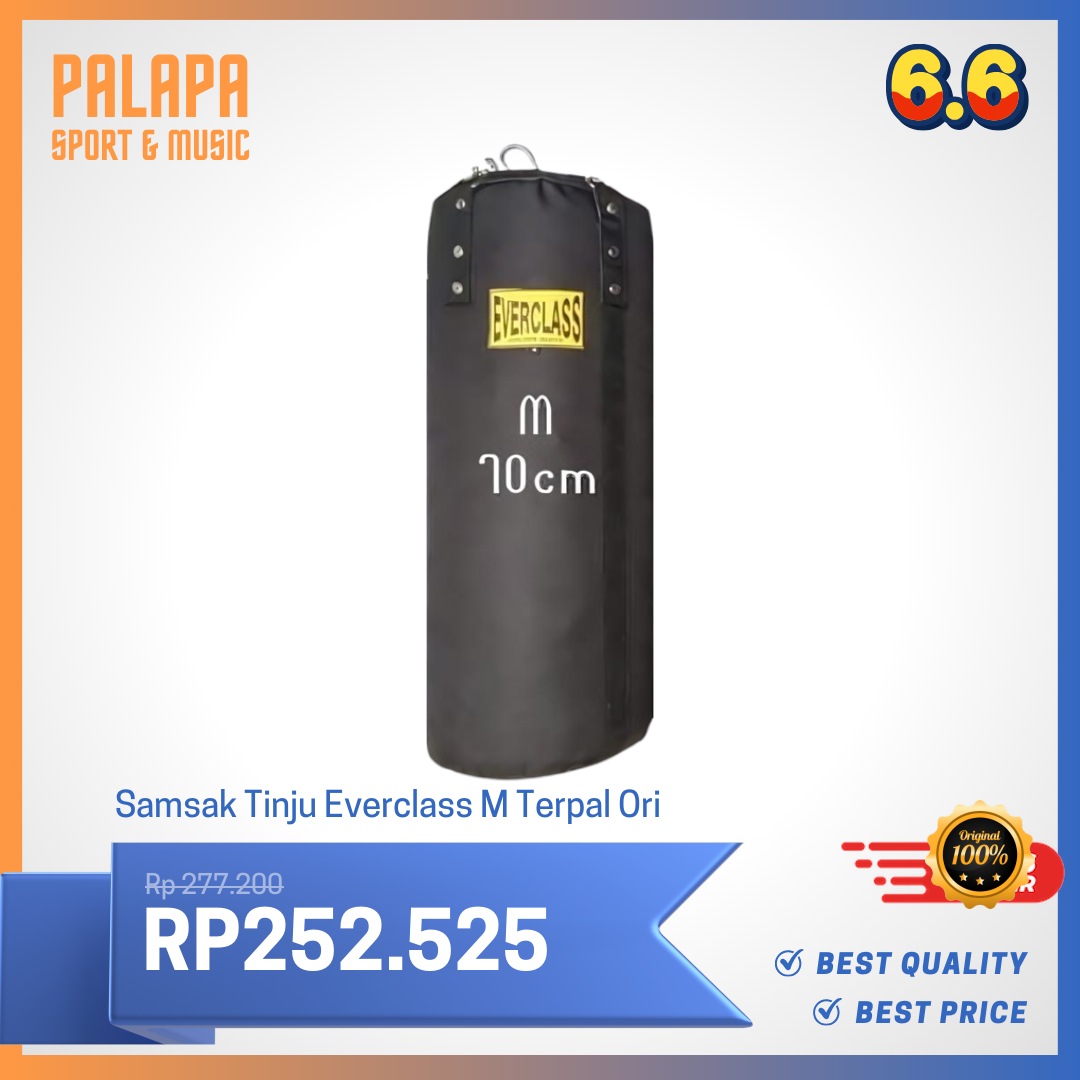 PALAPA
SPORT & MUSIC
6.6
EVERCLASS
M
70cm
Samsak Tinju Everclass M Terpal Ori
Rp 277.200
RP252.525
Original
100%
BEST QUALITY
BEST PRICE